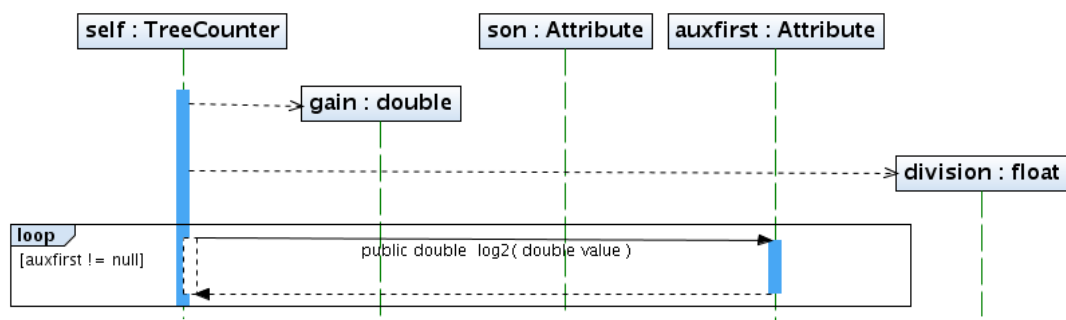 self : TreeCounter
son : Attribute
auxfirst : Attribute
gain : double
division : float
loop
[auxfirst != null]
public double log2( double value )